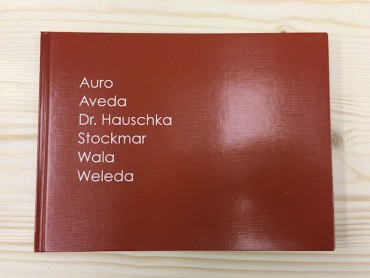 Auro
Aveda
Dr. Hauschka
Stockmar
Wala
Weleda